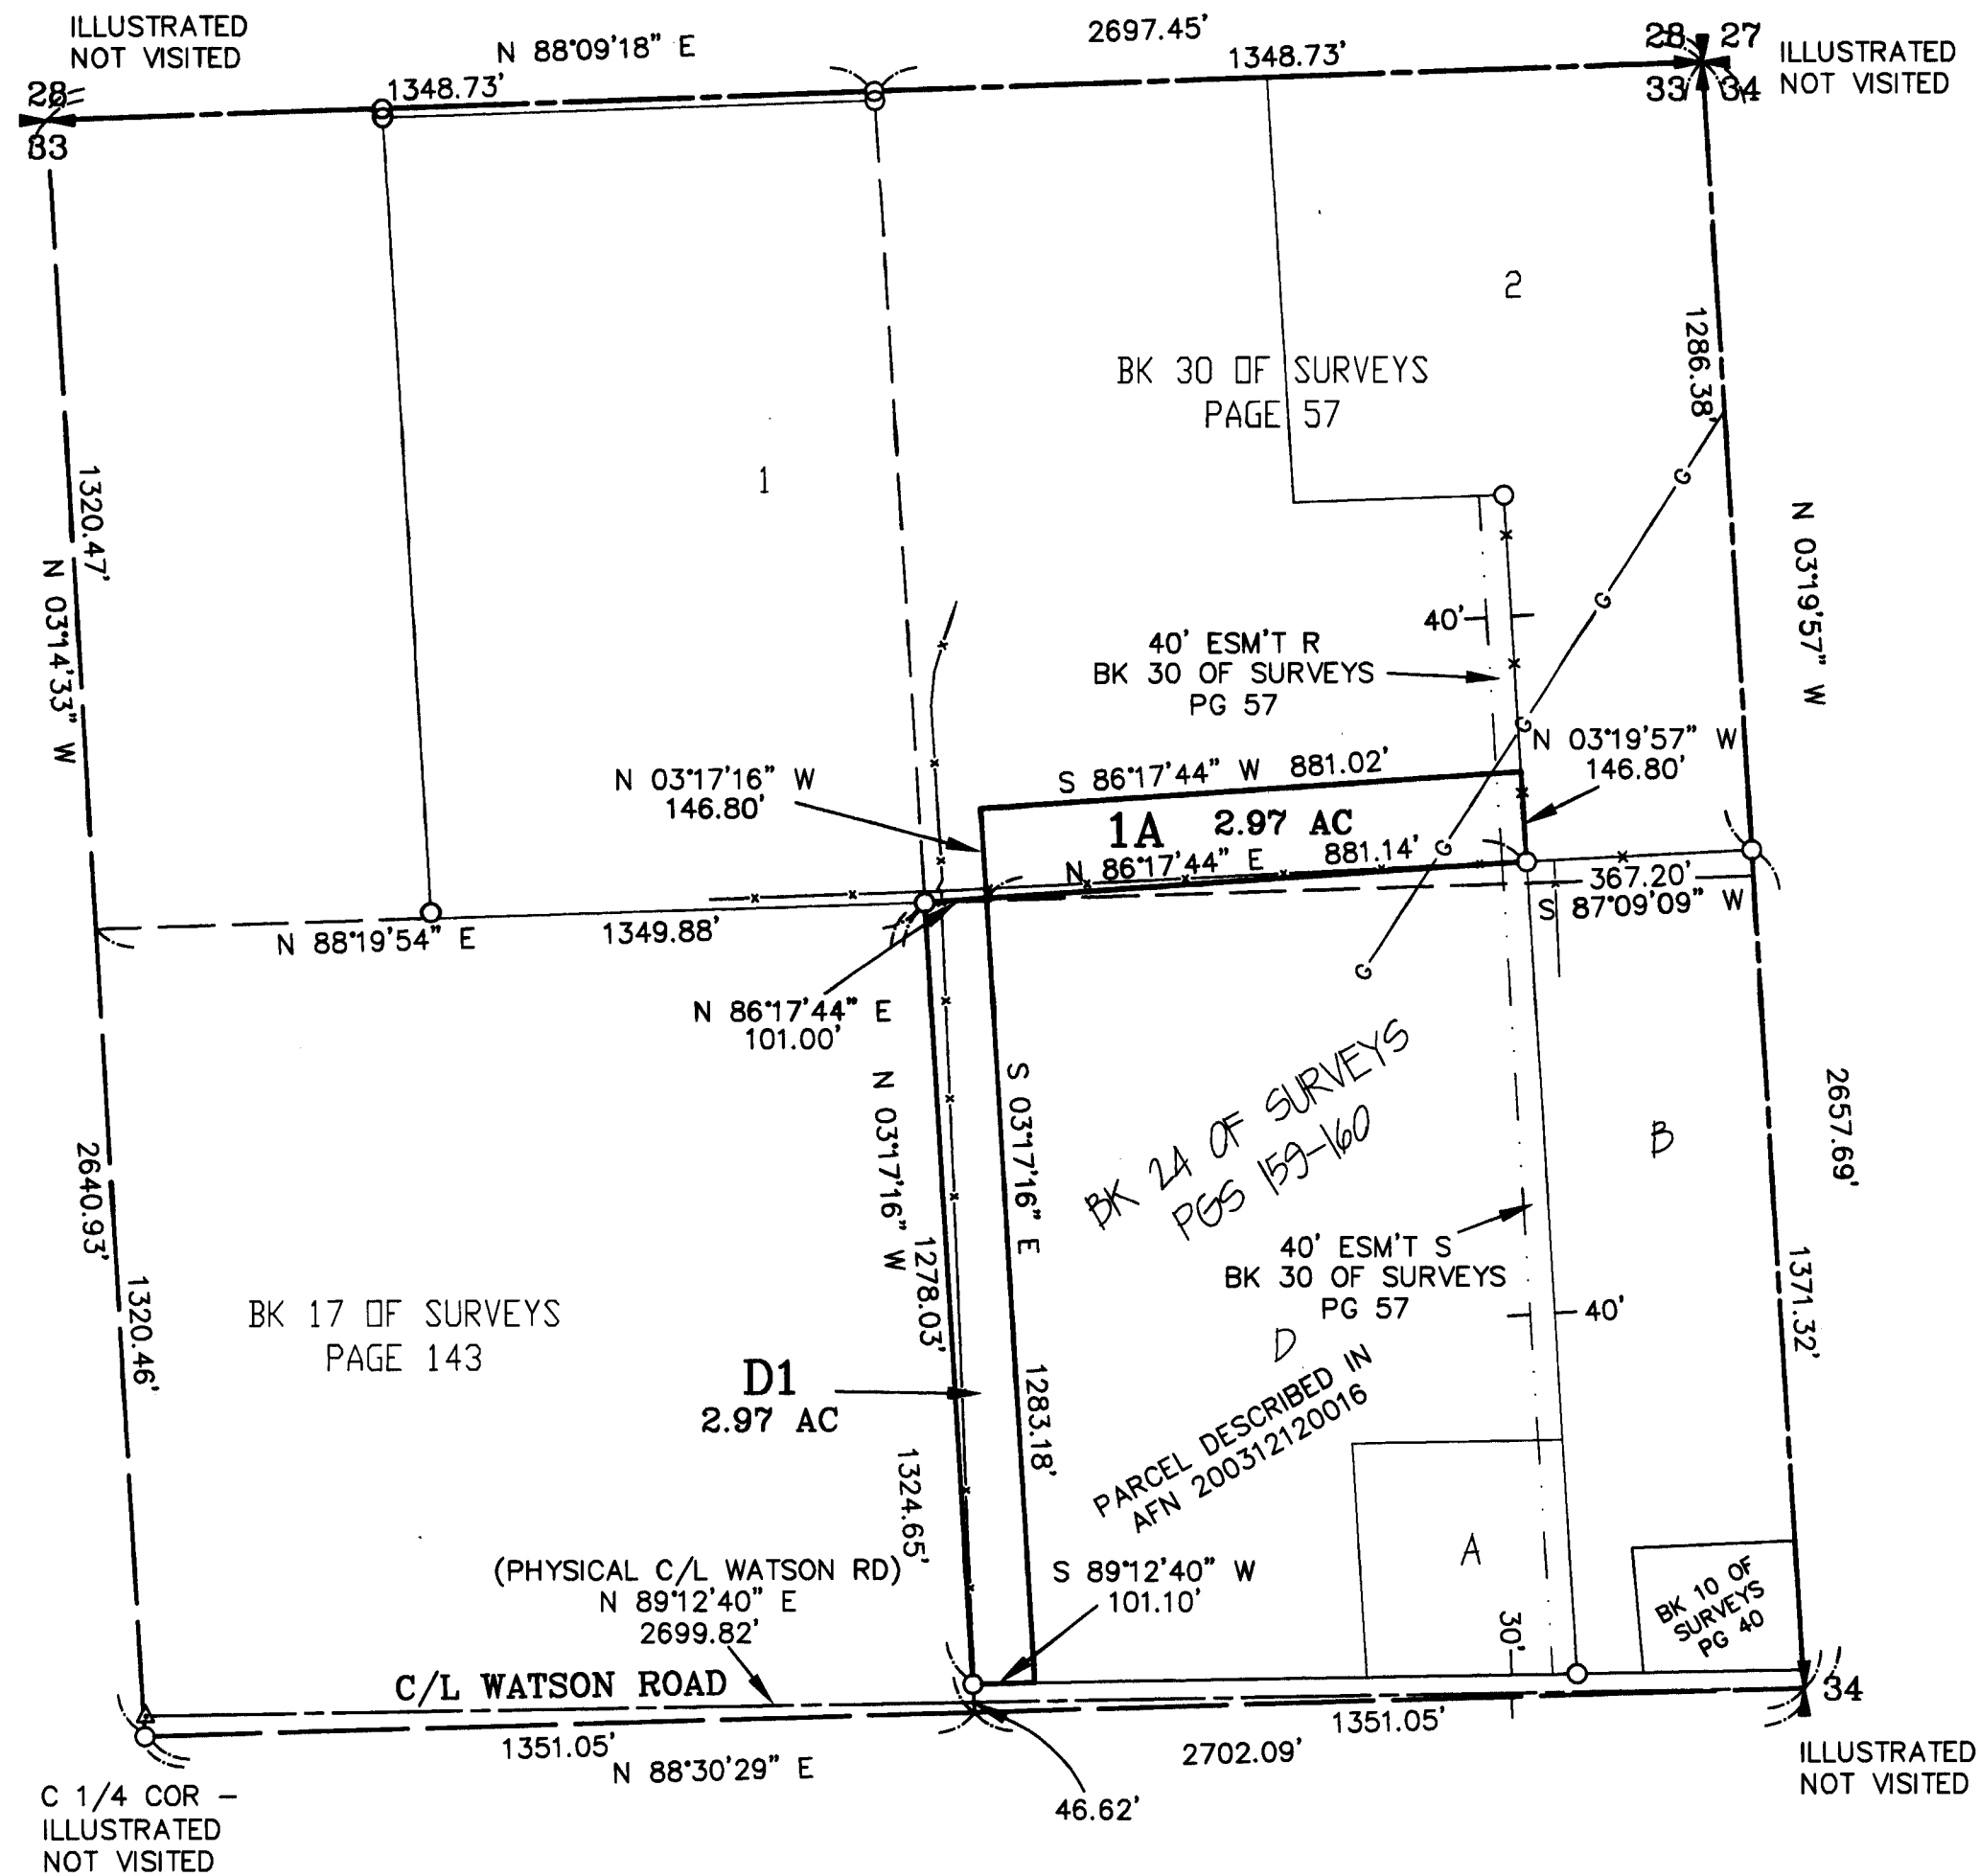 ILLUSTRATED
NOT VISITED
N 88°09'18" E
2697.45'
1348.73'
1348.73'
28 27
33 34
ILLUSTRATED
NOT VISITED
28
33
2
1286.38'
BK 30 OF SURVEYS
PAGE 57
1
1320.47'
N 03°14'33" W
N 03°19'57" W
40'
40' ESM'T R
BK 30 OF SURVEYS
PG 57
G
G
G
G
G
N 03°19'57" W
146.80'
N 03°17'16" W
146.80'
S 86°17'44" W 881.02'
1A 2.97 AC
N 86°17'44" E 881.14'
367.20'
S 87°09'09" W
N 88°19'54" E
1349.88'
N 86°17'44" E
101.00'
N 03°17'16" W
1278.03'
S 03°17'16" E
1283.18'
BK 24 OF SURVEYS
PGS 159-160
B
2657.69'
2640.93'
1320.46'
40' ESM'T S
BK 30 OF SURVEYS
PG 57
40'
1371.32'
BK 17 OF SURVEYS
PAGE 143
D
D1
2.97 AC
PARCEL DESCRIBED IN
AFN 200312120016
1324.65'
A
(PHYSICAL C/L WATSON RD)
N 89°12'40" E
2699.82'
S 89°12'40" W
101.10'
30'
BK 10 OF
SURVEYS
PG 40
C/L WATSON ROAD
34
1351.05'
N 88°30'29" E
1351.05'
2702.09'
46.62'
ILLUSTRATED
NOT VISITED
C 1/4 COR -
ILLUSTRATED
NOT VISITED